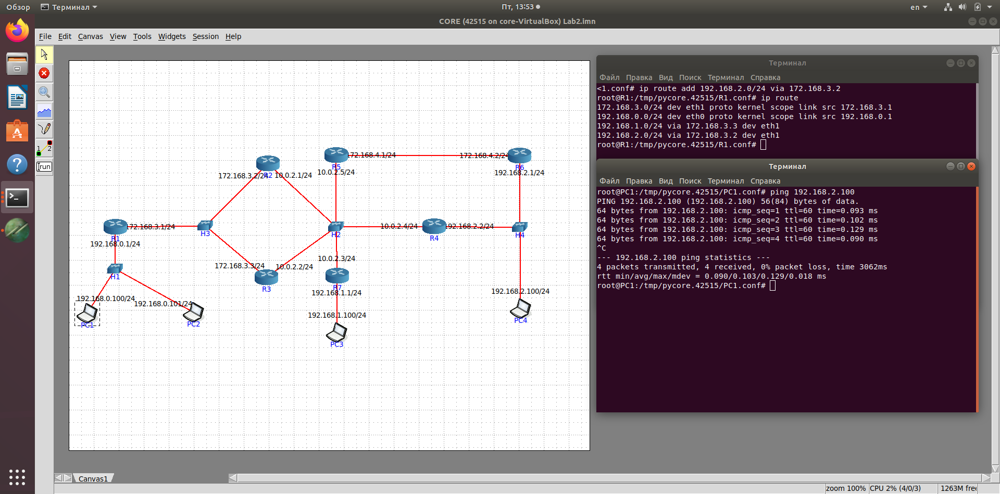 Обзор
Терминал
Пт, 13:53
en
CORE (42515 on core-VirtualBox) Lab2.imn
File Edit Canvas View Tools Widgets Session Help
1 2
run
R5
172.168.4.1/24
172.168.4.2/24
R6
10.0.2.5/24
192.168.2.1/24
172.168.3.2/24
R2
10.0.2.1/24
R1
172.168.3.1/24
H3
H2
10.0.2.4/24
R4
192.168.2.2/24
H4
192.168.0.1/24
H1
172.168.3.3/24
10.0.2.2/24
10.0.2.3/24
R3
R7
192.168.1.1/24
192.168.0.100/24
192.168.0.101/24
192.168.1.100/24
192.168.2.100/24
PC1
PC2
PC3
PC4
Терминал
Файл Правка Вид Поиск Терминал Справка
<1.conf# ip route add 192.168.2.0/24 via 172.168.3.2
root@R1:/tmp/pycore.42515/R1.conf# ip route
172.168.3.0/24 dev eth1 proto kernel scope link src 172.168.3.1
192.168.0.0/24 dev eth0 proto kernel scope link src 192.168.0.1
192.168.1.0/24 via 172.168.3.3 dev eth1
192.168.2.0/24 via 172.168.3.2 dev eth1
root@R1:/tmp/pycore.42515/R1.conf#
Терминал
Файл Правка Вид Поиск Терминал Справка
root@PC1:/tmp/pycore.42515/PC1.conf# ping 192.168.2.100
PING 192.168.2.100 (192.168.2.100) 56(84) bytes of data.
64 bytes from 192.168.2.100: icmp_seq=1 ttl=60 time=0.093 ms
64 bytes from 192.168.2.100: icmp_seq=2 ttl=60 time=0.102 ms
64 bytes from 192.168.2.100: icmp_seq=3 ttl=60 time=0.129 ms
64 bytes from 192.168.2.100: icmp_seq=4 ttl=60 time=0.090 ms
^C
--- 192.168.2.100 ping statistics ---
4 packets transmitted, 4 received, 0% packet loss, time 3062ms
rtt min/avg/max/mdev = 0.090/0.103/0.129/0.018 ms
root@PC1:/tmp/pycore.42515/PC1.conf#
Canvas1
zoom 100%
CPU 2% (4/0/3)
1263M free